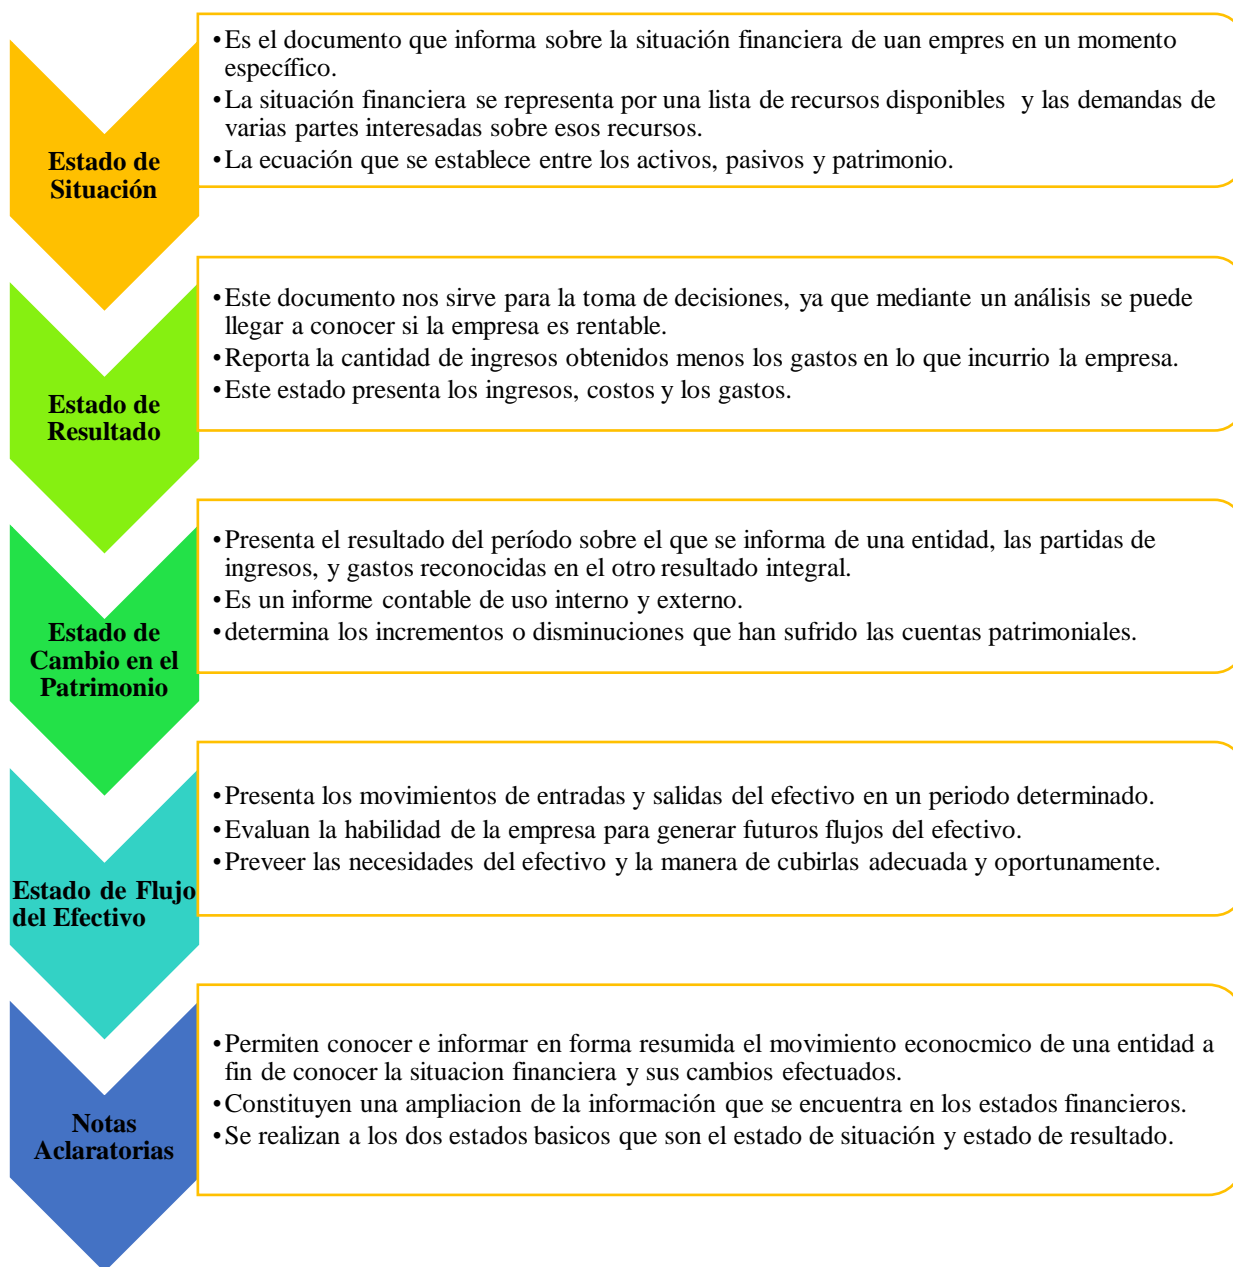 Estado de
Situación
•Es el documento que informa sobre la situación financiera de uan empres en un momento
específico.
•La situación financiera se representa por una lista de recursos disponibles y las demandas de
varias partes interesadas sobre esos recursos.
•La ecuación que se establece entre los activos, pasivos y patrimonio.
Estado de
Resultado
•Este documento nos sirve para la toma de decisiones, ya que mediante un análisis se puede
llegar a conocer si la empresa es rentable.
•Reporta la cantidad de ingresos obtenidos menos los gastos en lo que incurrio la empresa.
•Este estado presenta los ingresos, costos y los gastos.
Estado de
Cambio en el
Patrimonio
•Presenta el resultado del período sobre el que se informa de una entidad, las partidas de
ingresos, y gastos reconocidas en el otro resultado integral.
•Es un informe contable de uso interno y externo.
•determina los incrementos o disminuciones que han sufrido las cuentas patrimoniales.
Estado de Flujo
del Efectivo
•Presenta los movimientos de entradas y salidas del efectivo en un periodo determinado.
•Evaluan la habilidad de la empresa para generar futuros flujos del efectivo.
•Preveer las necesidades del efectivo y la manera de cubirlas adecuada y oportunamente.
Notas
Aclaratorias
•Permiten conocer e informar en forma resumida el movimiento econocmico de una entidad a
fin de conocer la situacion financiera y sus cambios efectuados.
•Constituyen una ampliacion de la información que se encuentra en los estados financieros.
•Se realizan a los dos estados basicos que son el estado de situación y estado de resultado.